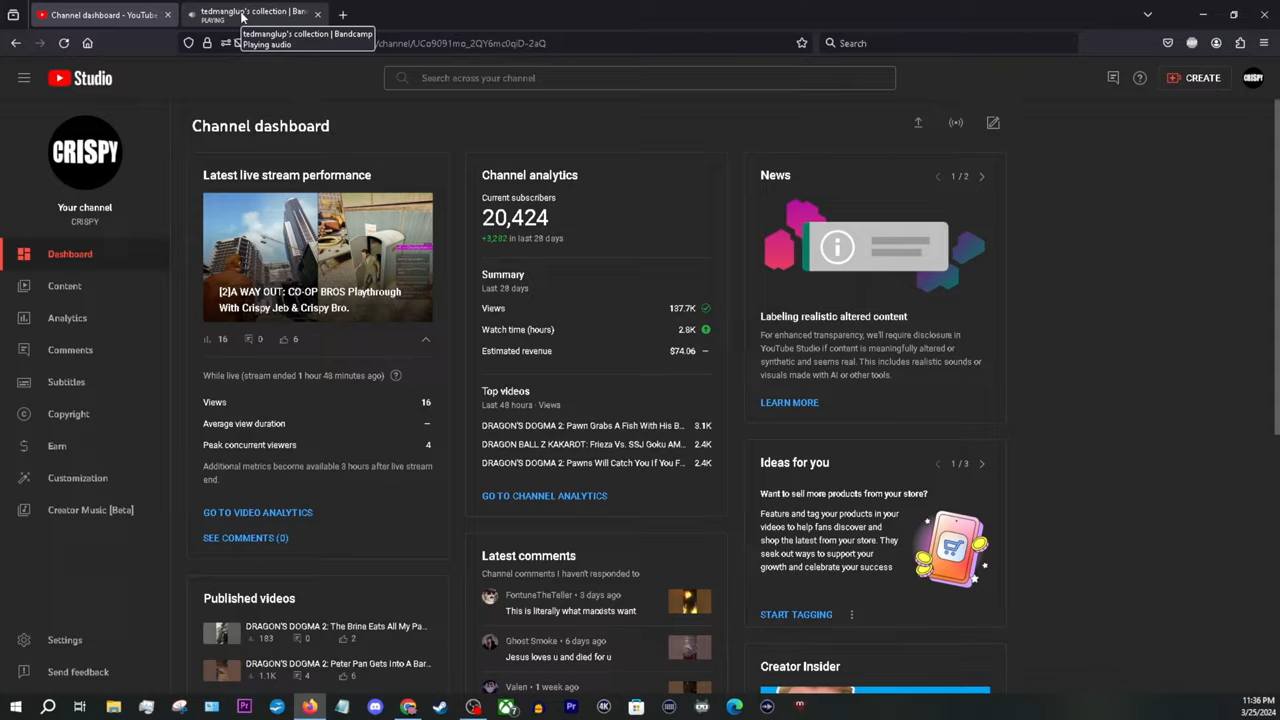 Channel dashboard - YouTube
tedmanglup's collection | Ban
PLAYING
tedmanglup's collection | Bandcamp
Playing audio
/channel/UCo9091mo_2QY6mc0qiD-2aQ
Search
Studio
Search across your channel
CREATE
CRISPY
CRISPY
Your channel
CRISPY
Dashboard
Content
Analytics
Comments
Subtitles
Copyright
Earn
Customization
Creator Music [Beta]
Settings
Send feedback
Channel dashboard
Latest live stream performance
[2]A WAY OUT: CO-OP BROS Playthrough
With Crispy Jeb & Crispy Bro.
16
0
6
While live (stream ended 1 hour 48 minutes ago)
Views 16
Average view duration —
Peak concurrent viewers 4
Additional metrics become available 3 hours after live stream
end.
GO TO VIDEO ANALYTICS
SEE COMMENTS (0)
Published videos
DRAGON'S DOGMA 2: The Brine Eats All My Pa...
183 0 2
DRAGON'S DOGMA 2: Peter Pan Gets Into A Bar...
1.1K 4 6
Channel analytics
Current subscribers
20,424
+3,282 in last 28 days
Summary
Last 28 days
Views 137.7K
Watch time (hours) 2.8K
Estimated revenue $74.06 —
Top videos
Last 48 hours · Views
DRAGON'S DOGMA 2: Pawn Grabs A Fish With His B... 3.1K
DRAGON BALL Z KAKAROT: Frieza Vs. SSJ Goku AM... 2.4K
DRAGON'S DOGMA 2: Pawns Will Catch You If You F... 2.4K
GO TO CHANNEL ANALYTICS
Latest comments
Channel comments I haven't responded to
FortuneTheTeller • 3 days ago
This is literally what marxists want
Ghost Smoke • 6 days ago
Jesus loves u and died for u
Valen • 1 week ago
News
1 / 2
Labeling realistic altered content
For enhanced transparency, we'll require disclosure in
YouTube Studio if content is meaningfully altered or
synthetic and seems real. This includes realistic sounds or
visuals made with AI or other tools.
LEARN MORE
Ideas for you
1 / 3
Want to sell more products from your store?
Feature and tag your products in your
videos to help fans discover and
shop the latest from your store. They
seek out ways to support your
growth and celebrate your success
START TAGGING
Creator Insider
11:36 PM
3/25/2024